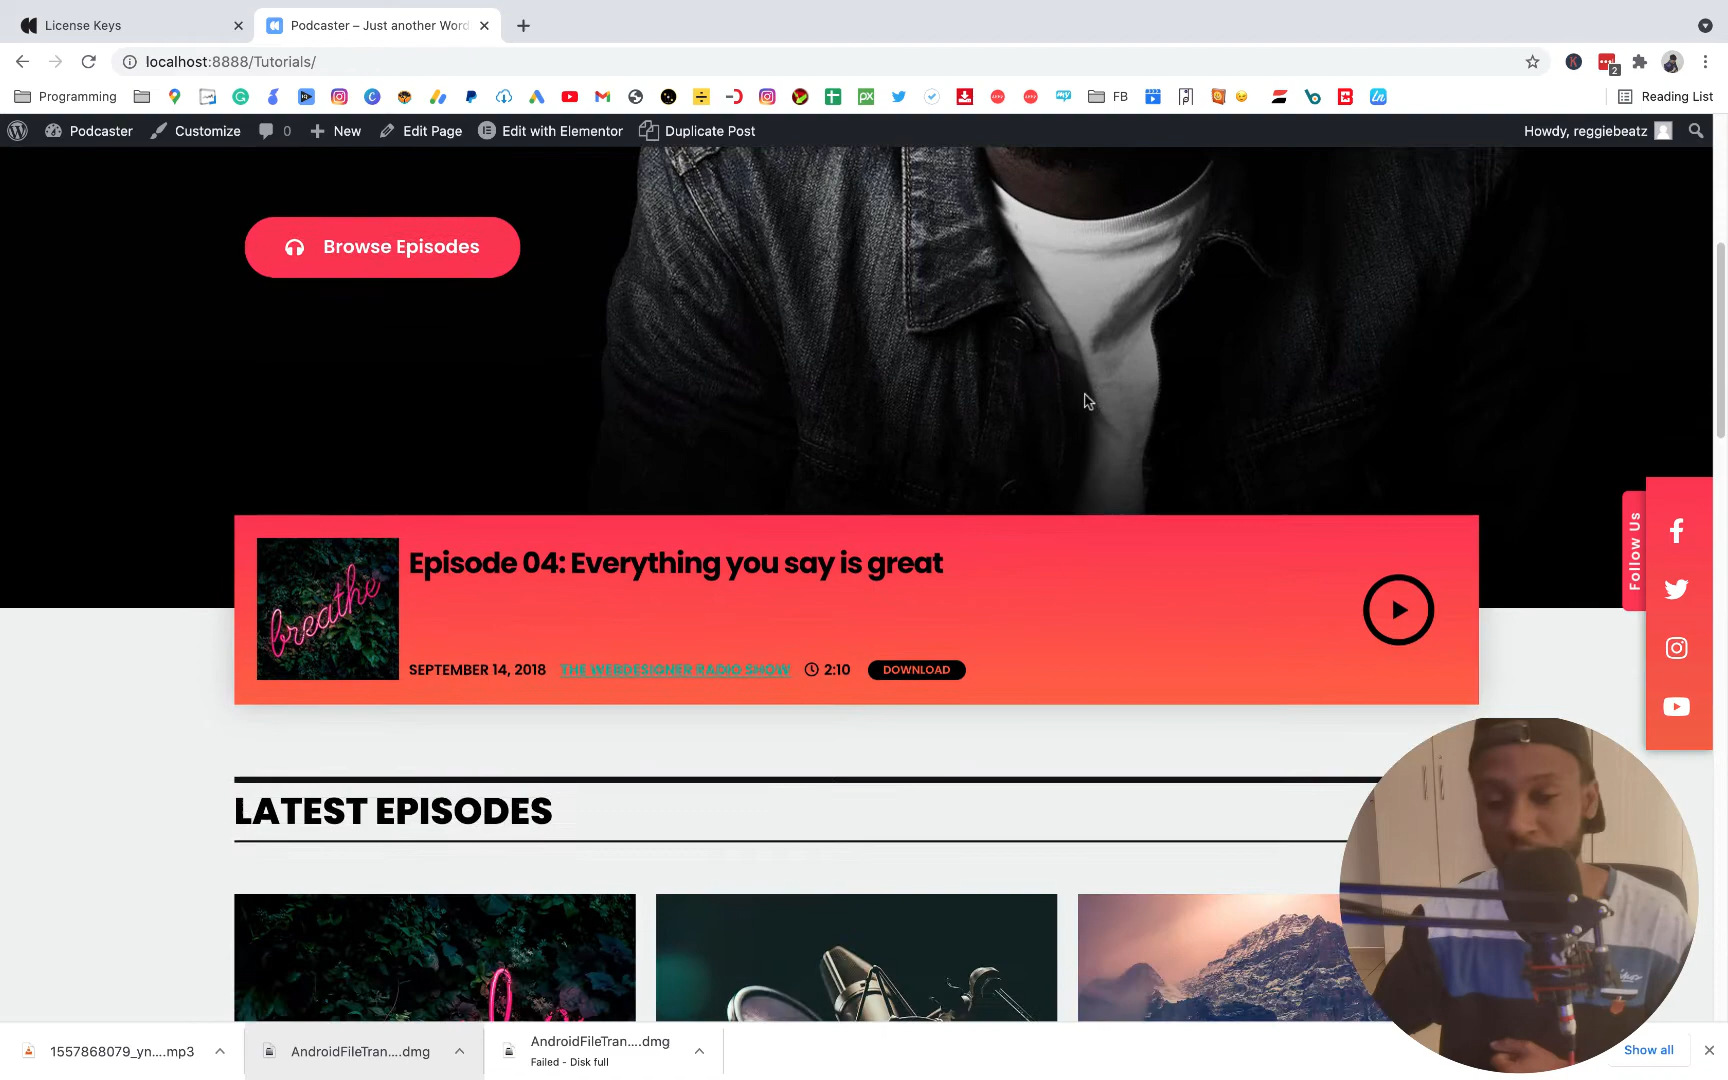 License Keys
Podcaster – Just another Word
localhost:8888/Tutorials/
2
Programming
FB
Reading List
Podcaster
Customize
0
New
Edit Page
Edit with Elementor
Duplicate Post
Howdy, reggiebeatz
Browse Episodes
Episode 04: Everything you say is great
breathe
SEPTEMBER 14, 2018
THE WEBDESIGNER RADIO SHOW
2:10
DOWNLOAD
Follow Us
LATEST EPISODES
1557868079_yn....mp3
AndroidFileTran....dmg
AndroidFileTran....dmg
Failed - Disk full
Show all